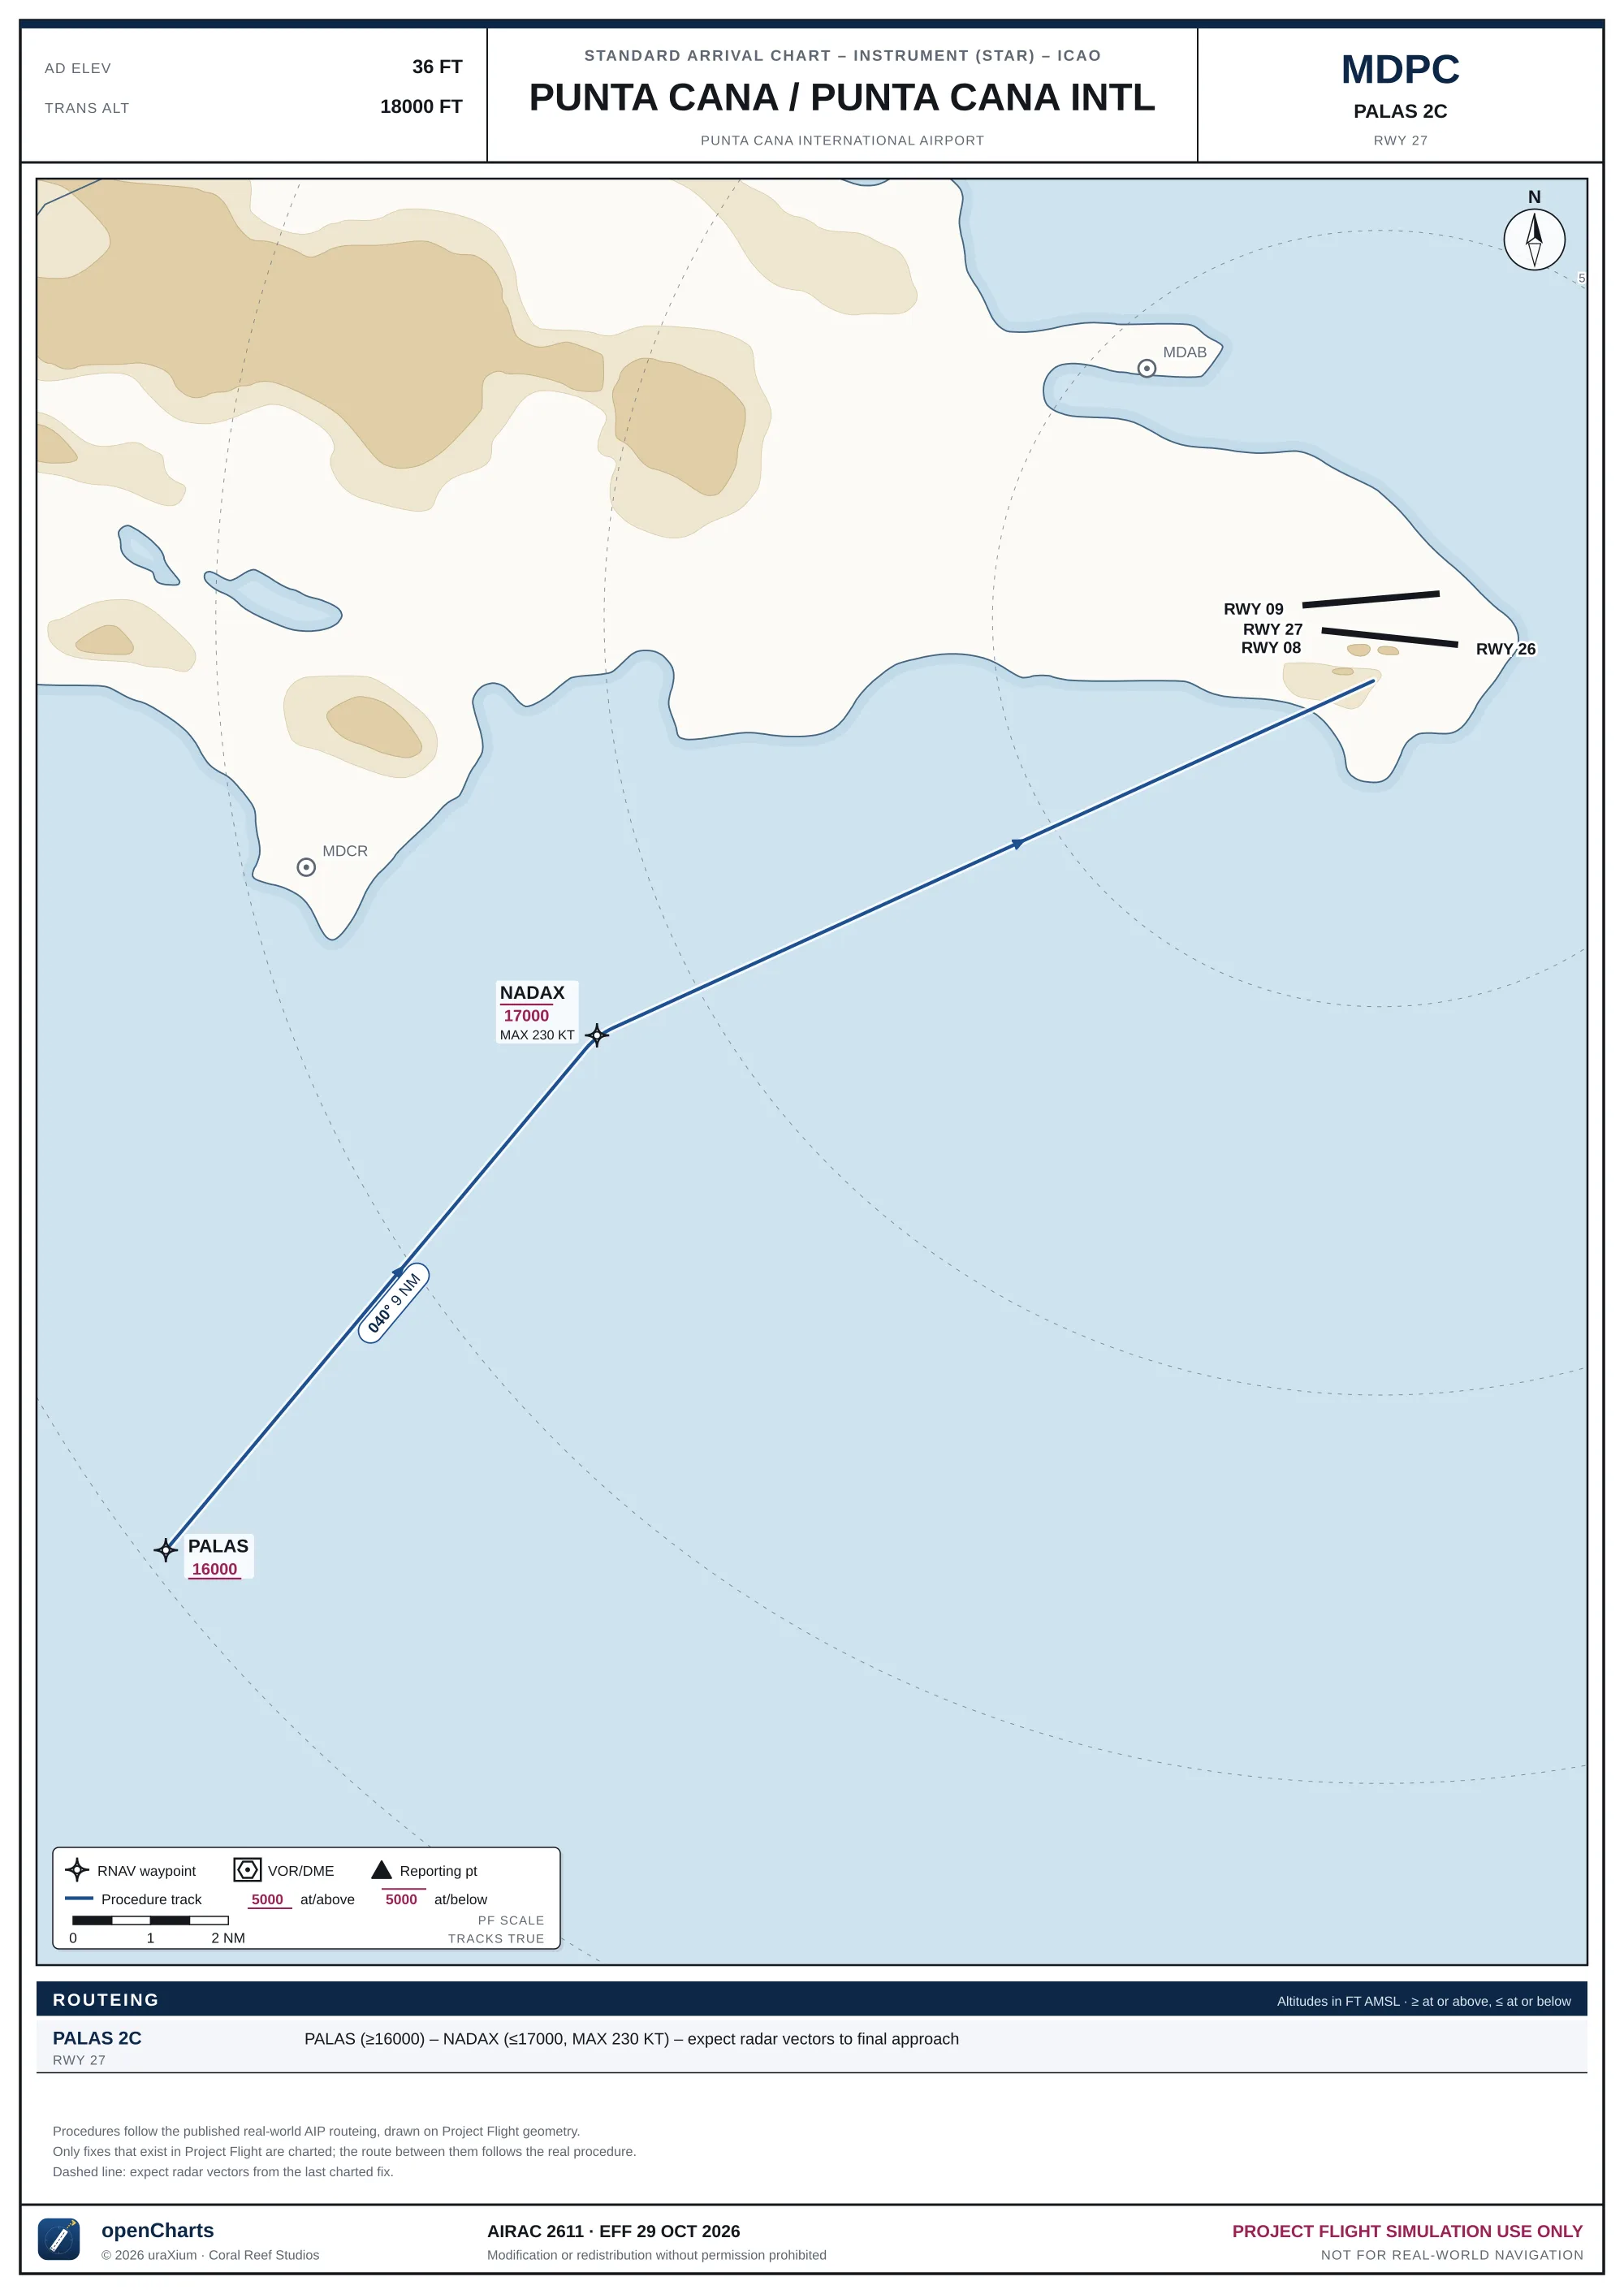 AD ELEV 36 FT
TRANS ALT 18000 FT
STANDARD ARRIVAL CHART – INSTRUMENT (STAR) – ICAO
PUNTA CANA / PUNTA CANA INTL
PUNTA CANA INTERNATIONAL AIRPORT
MDPC
PALAS 2C
RWY 27
N
5
MDAB
RWY 09
RWY 27
RWY 08
RWY 26
MDCR
NADAX
17000
MAX 230 KT
040° 9 NM
PALAS
16000
RNAV waypoint VOR/DME Reporting pt
Procedure track 5000 at/above 5000 at/below
PF SCALE
0 1 2 NM TRACKS TRUE
ROUTEING Altitudes in FT AMSL · ≥ at or above, ≤ at or below
PALAS 2C PALAS (≥16000) – NADAX (≤17000, MAX 230 KT) – expect radar vectors to final approach
RWY 27
Procedures follow the published real-world AIP routeing, drawn on Project Flight geometry.
Only fixes that exist in Project Flight are charted; the route between them follows the real procedure.
Dashed line: expect radar vectors from the last charted fix.
openCharts AIRAC 2611 · EFF 29 OCT 2026 PROJECT FLIGHT SIMULATION USE ONLY
© 2026 uraXium · Coral Reef Studios Modification or redistribution without permission prohibited NOT FOR REAL-WORLD NAVIGATION